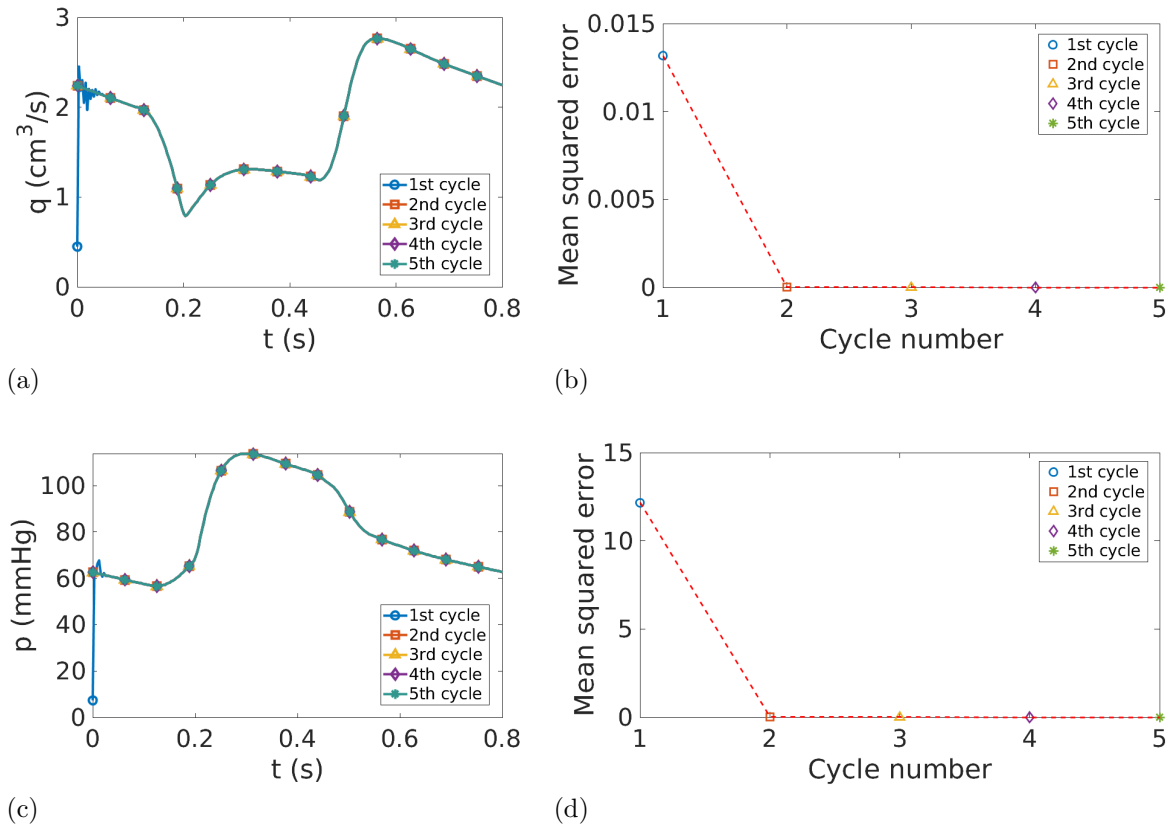 3
2
1
0
q (cm³/s)
0
0.2
0.4
0.6
0.8
t (s)
1st cycle
2nd cycle
3rd cycle
4th cycle
5th cycle
(a)
0.015
0.01
0.005
0
Mean squared error
1
2
3
4
5
Cycle number
1st cycle
2nd cycle
3rd cycle
4th cycle
5th cycle
(b)
100
80
60
40
20
0
p (mmHg)
0
0.2
0.4
0.6
0.8
t (s)
1st cycle
2nd cycle
3rd cycle
4th cycle
5th cycle
(c)
15
10
5
0
Mean squared error
1
2
3
4
5
Cycle number
1st cycle
2nd cycle
3rd cycle
4th cycle
5th cycle
(d)